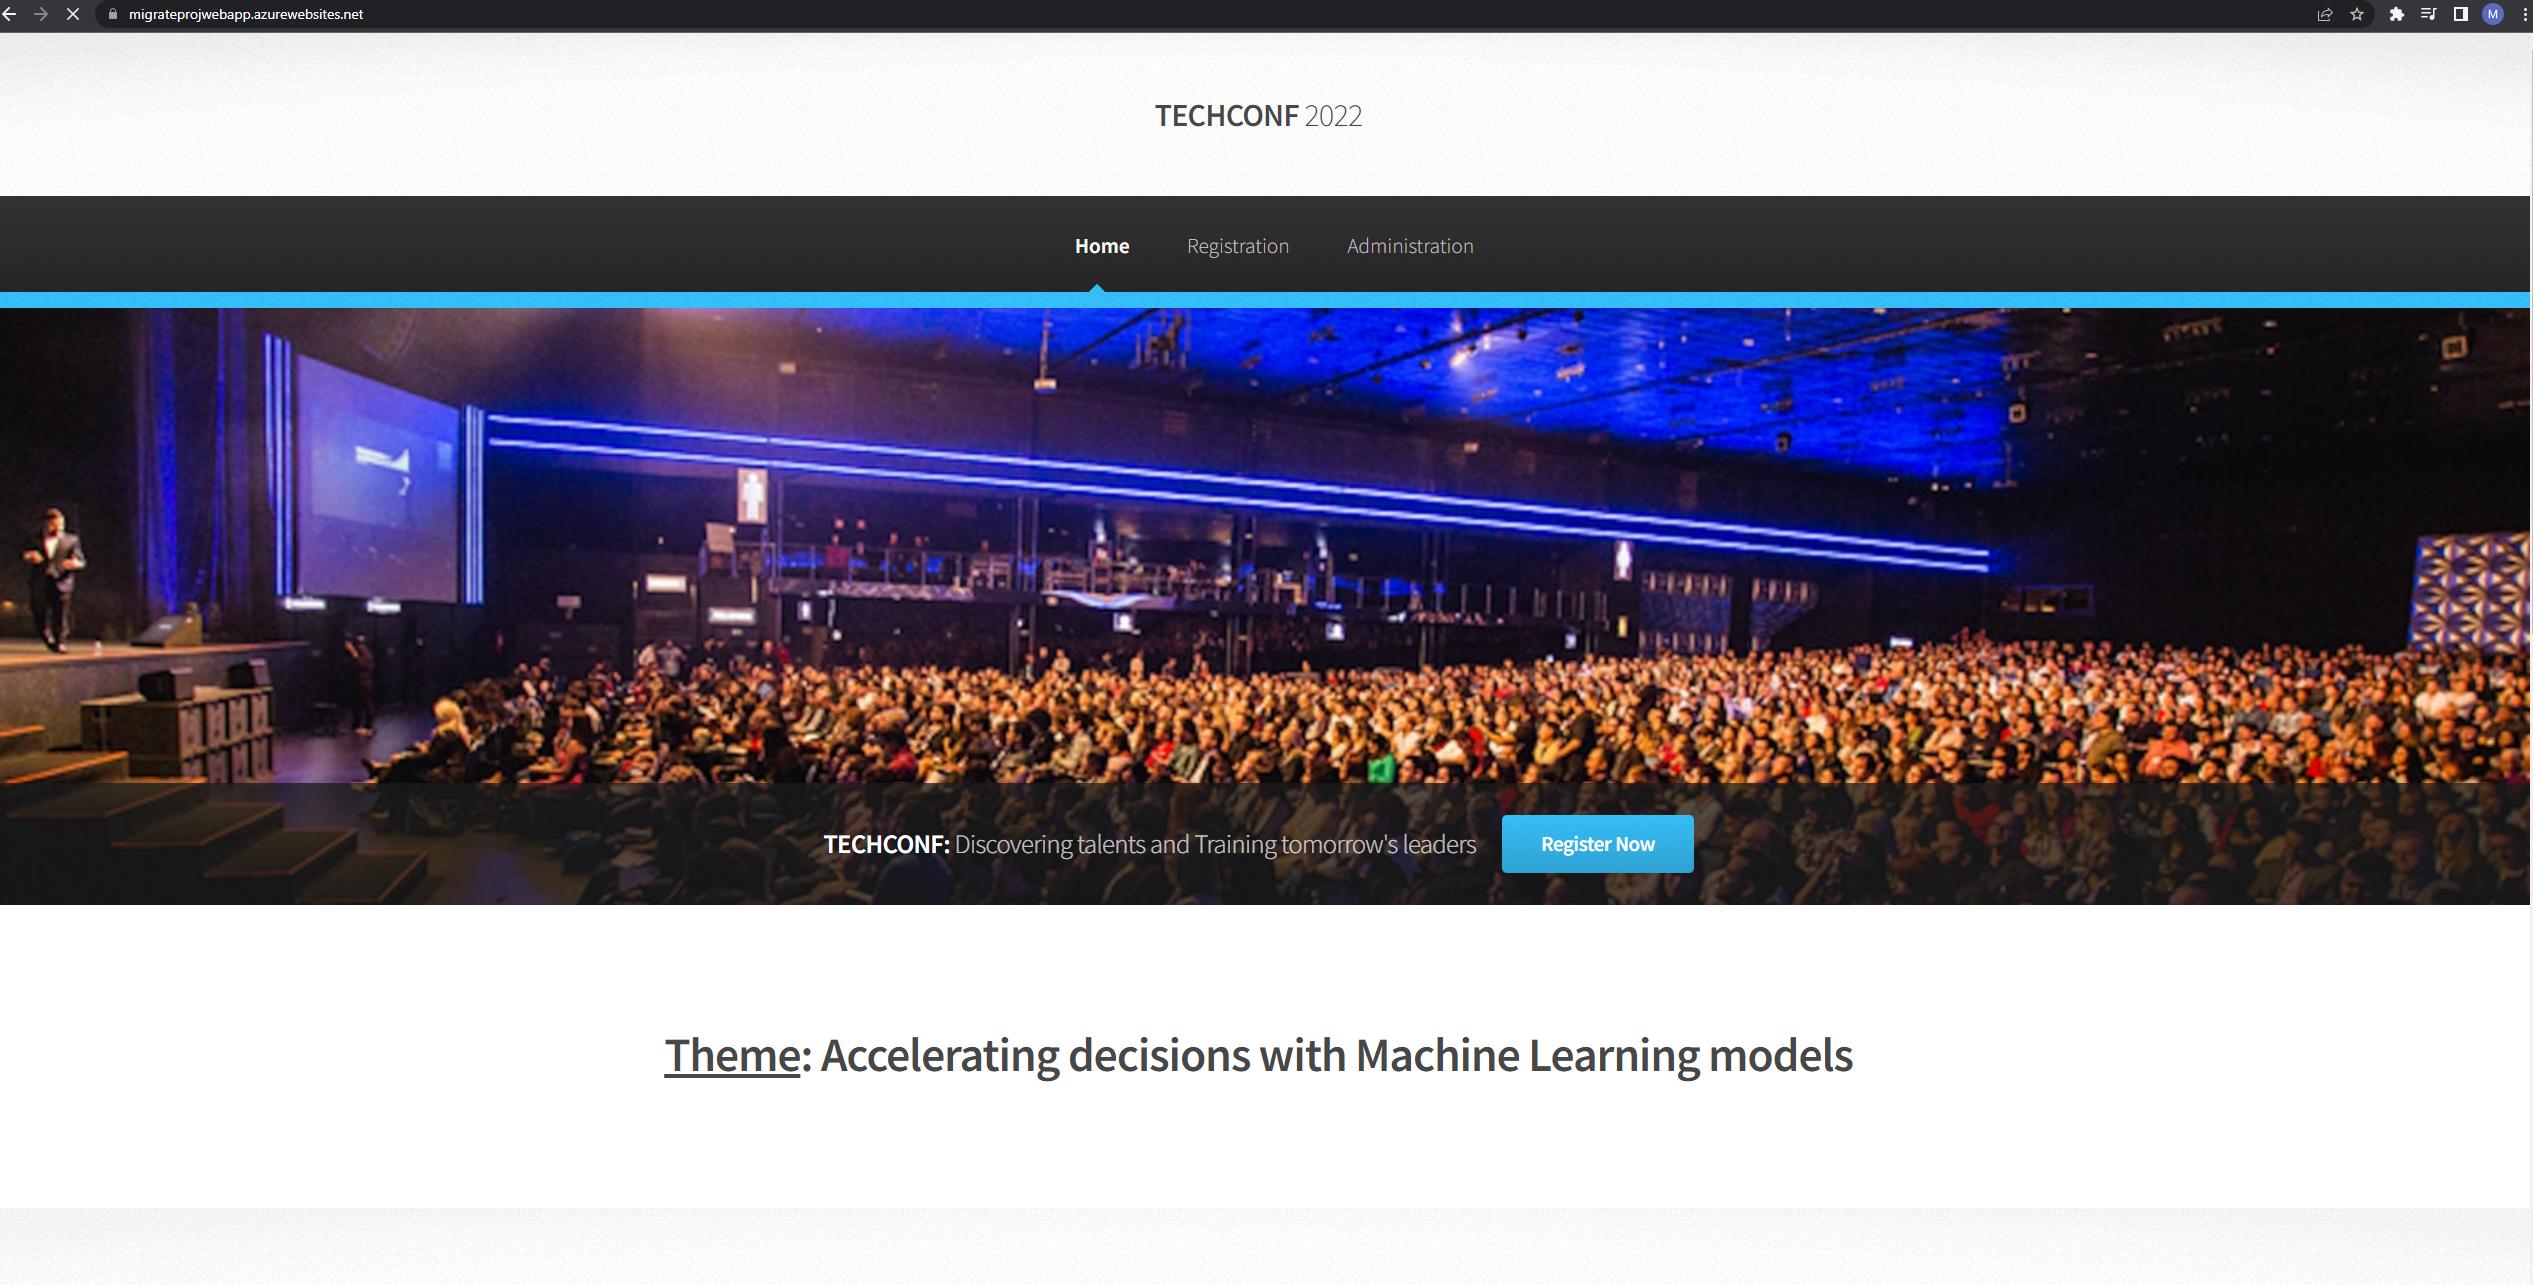 migrateprojwebapp.azurewebsites.net
M
TECHCONF 2022
Home Registration Administration
TECHCONF: Discovering talents and Training tomorrow's leaders Register Now
Theme: Accelerating decisions with Machine Learning models